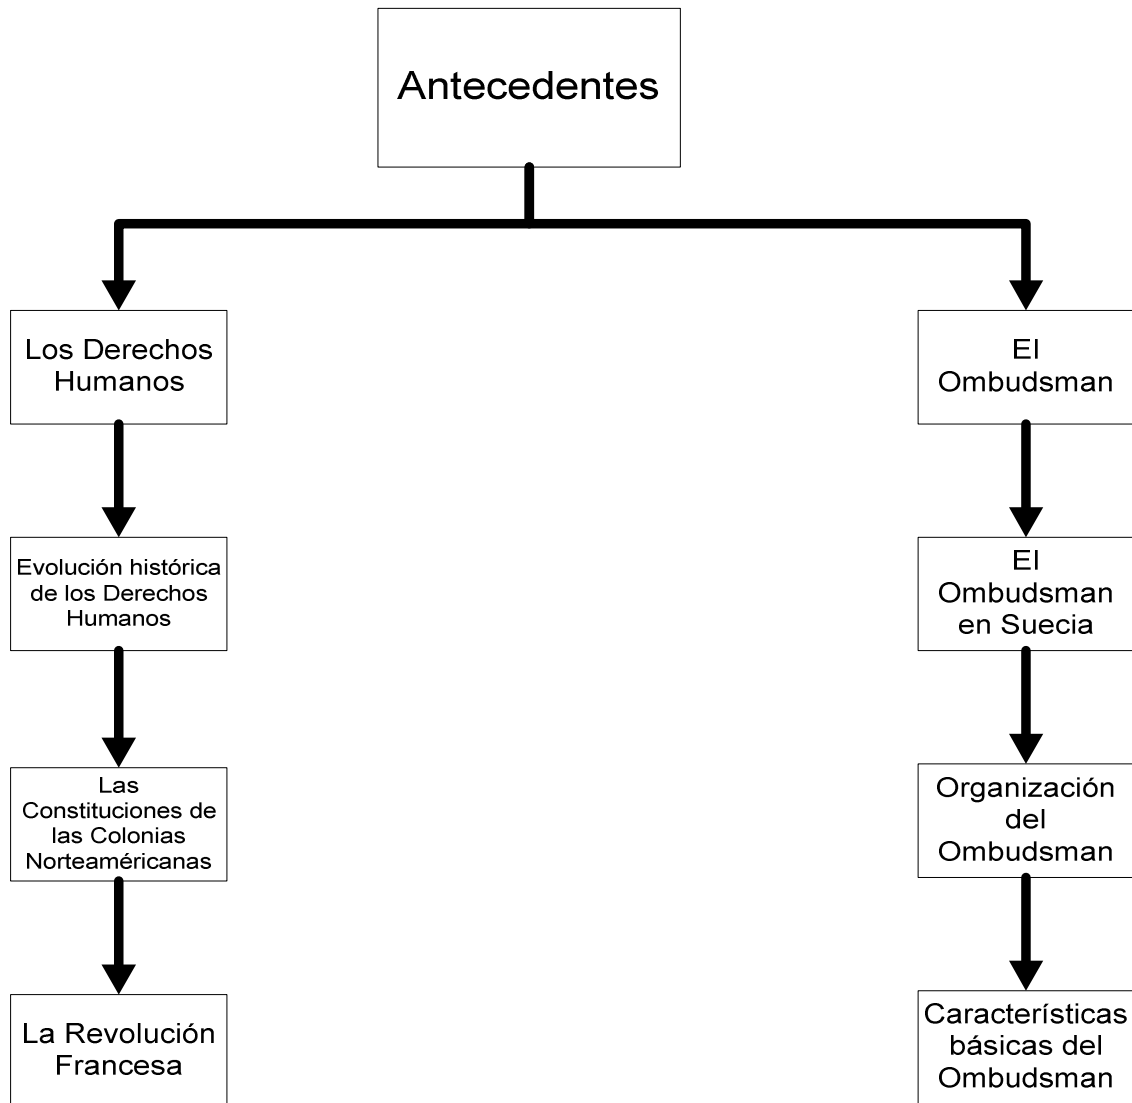 Antecedentes
Los Derechos
Humanos
El
Ombudsman
Evolución histórica
de los Derechos
Humanos
El
Ombudsman
en Suecia
Las
Constituciones de
las Colonias
Norteaméricanas
Organización
del
Ombudsman
La Revolución
Francesa
Característísticas
básicas del
Ombudsman